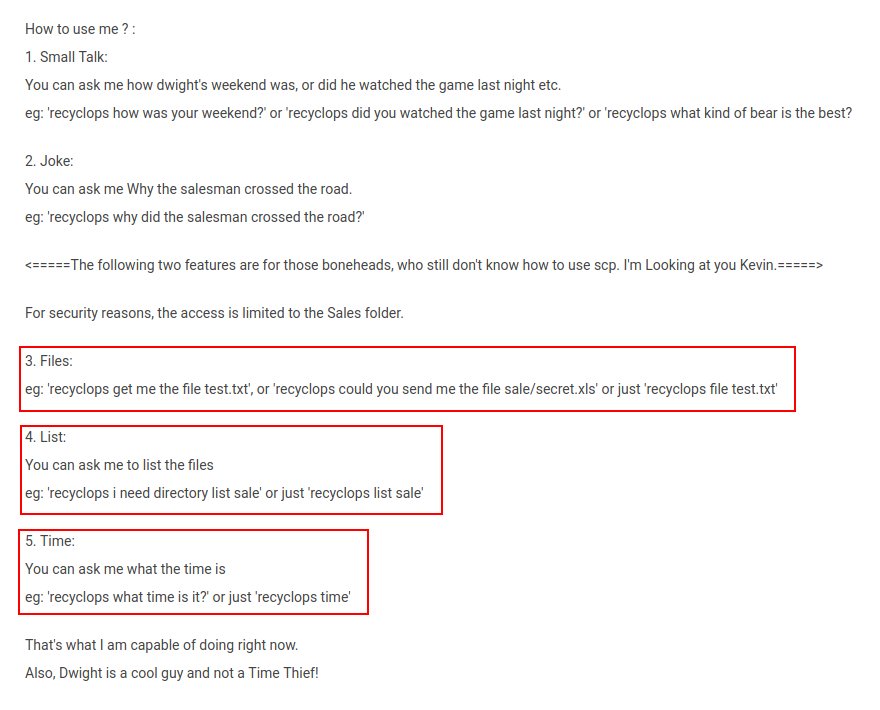 How to use me ? :
1. Small Talk:
You can ask me how dwight's weekend was, or did he watched the game last night etc.
eg: 'recyclops how was your weekend?' or 'recyclops did you watched the game last night?' or 'recyclops what kind of bear is the best?
2. Joke:
You can ask me Why the salesman crossed the road.
eg: 'recyclops why did the salesman crossed the road?'
<=====The following two features are for those boneheads, who still don't know how to use scp. I'm Looking at you Kevin.=====>
For security reasons, the access is limited to the Sales folder.
3. Files:
eg: 'recyclops get me the file test.txt', or 'recyclops could you send me the file sale/secret.xls' or just 'recyclops file test.txt'
4. List:
You can ask me to list the files
eg: 'recyclops i need directory list sale' or just 'recyclops list sale'
5. Time:
You can ask me what the time is
eg: 'recyclops what time is it?' or just 'recyclops time'
That's what I am capable of doing right now.
Also, Dwight is a cool guy and not a Time Thief!